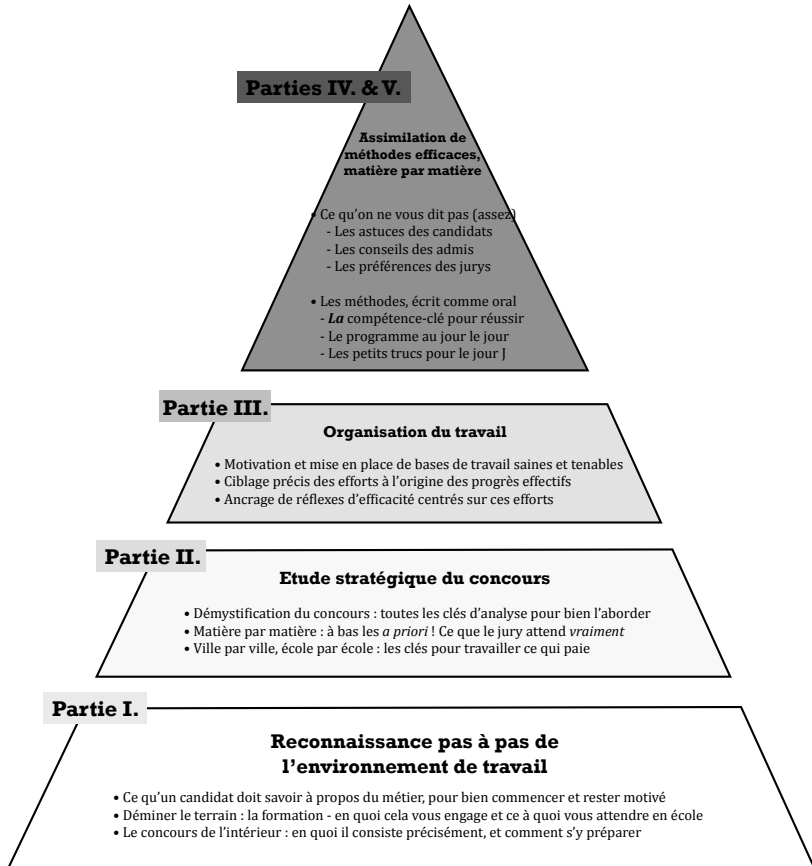 Parties IV. & V.
Assimilation de
méthodes efficaces,
matière par matière
• Ce qu’on ne vous dit pas (assez)
- Les astuces des candidats
- Les conseils des admis
- Les préférences des jurys
• Les méthodes, écrit comme oral
- La compétence-clé pour réussir
- Le programme au jour le jour
- Les petits trucs pour le jour J
Partie III.
Organisation du travail
• Motivation et mise en place de bases de travail saines et tenables
• Ciblage précis des efforts à l’origine des progrès effectifs
• Ancrage de réflexes d’efficacité centrés sur ces efforts
Partie II.
Etude stratégique du concours
• Démystification du concours : toutes les clés d’analyse pour bien l’aborder
• Matière par matière : à bas les a priori ! Ce que le jury attend vraiment
• Ville par ville, école par école : les clés pour travailler ce qui paie
Partie I.
Reconnaissance pas à pas de
l’environnement de travail
• Ce qu’un candidat doit savoir à propos du métier, pour bien commencer et rester motivé
• Déminer le terrain : la formation - en quoi cela vous engage et ce à quoi vous attendre en école
• Le concours de l’intérieur : en quoi il consiste précisément, et comment s’y préparer